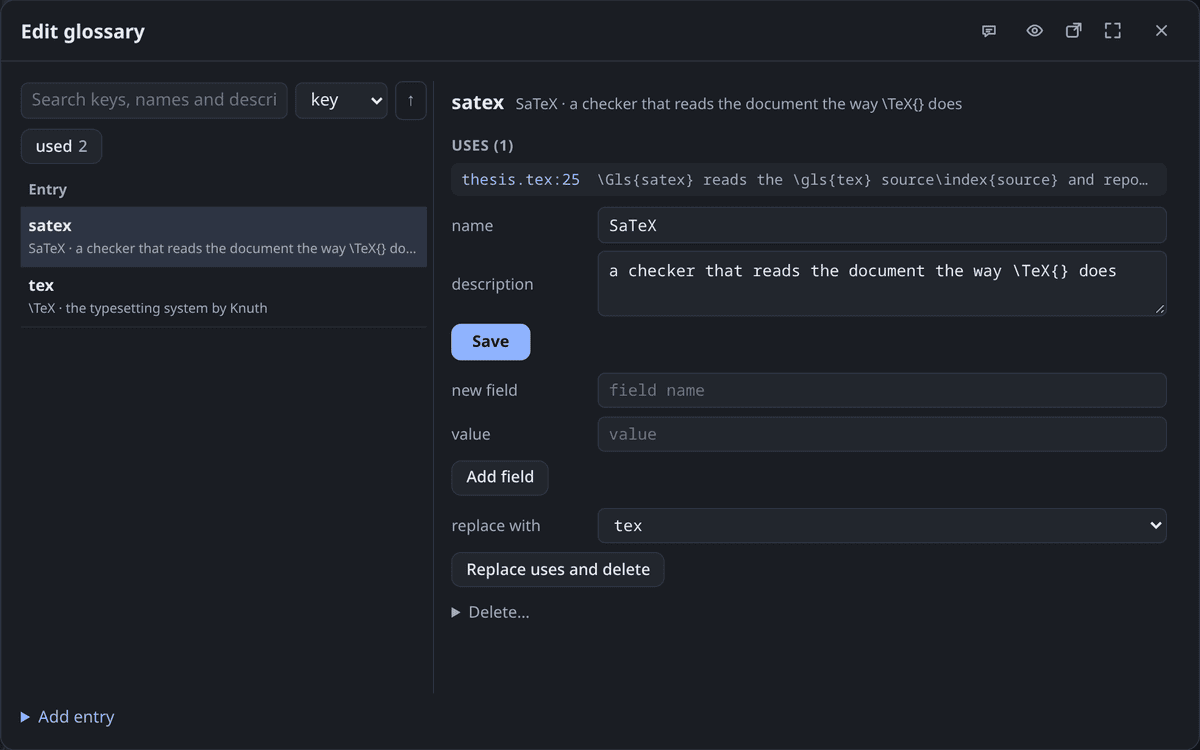 Edit glossary
Search keys, names and descri
key
↑
used 2
Entry
satex
SaTeX · a checker that reads the document the way \TeX{} do...
tex
\TeX · the typesetting system by Knuth
Add entry
satex SaTeX · a checker that reads the document the way \TeX{} does
USES (1)
thesis.tex:25 \Gls{satex} reads the \gls{tex} source\index{source} and repo…
name SaTeX
description a checker that reads the document the way \TeX{} does
Save
new field field name
value value
Add field
replace with tex
Replace uses and delete
Delete...